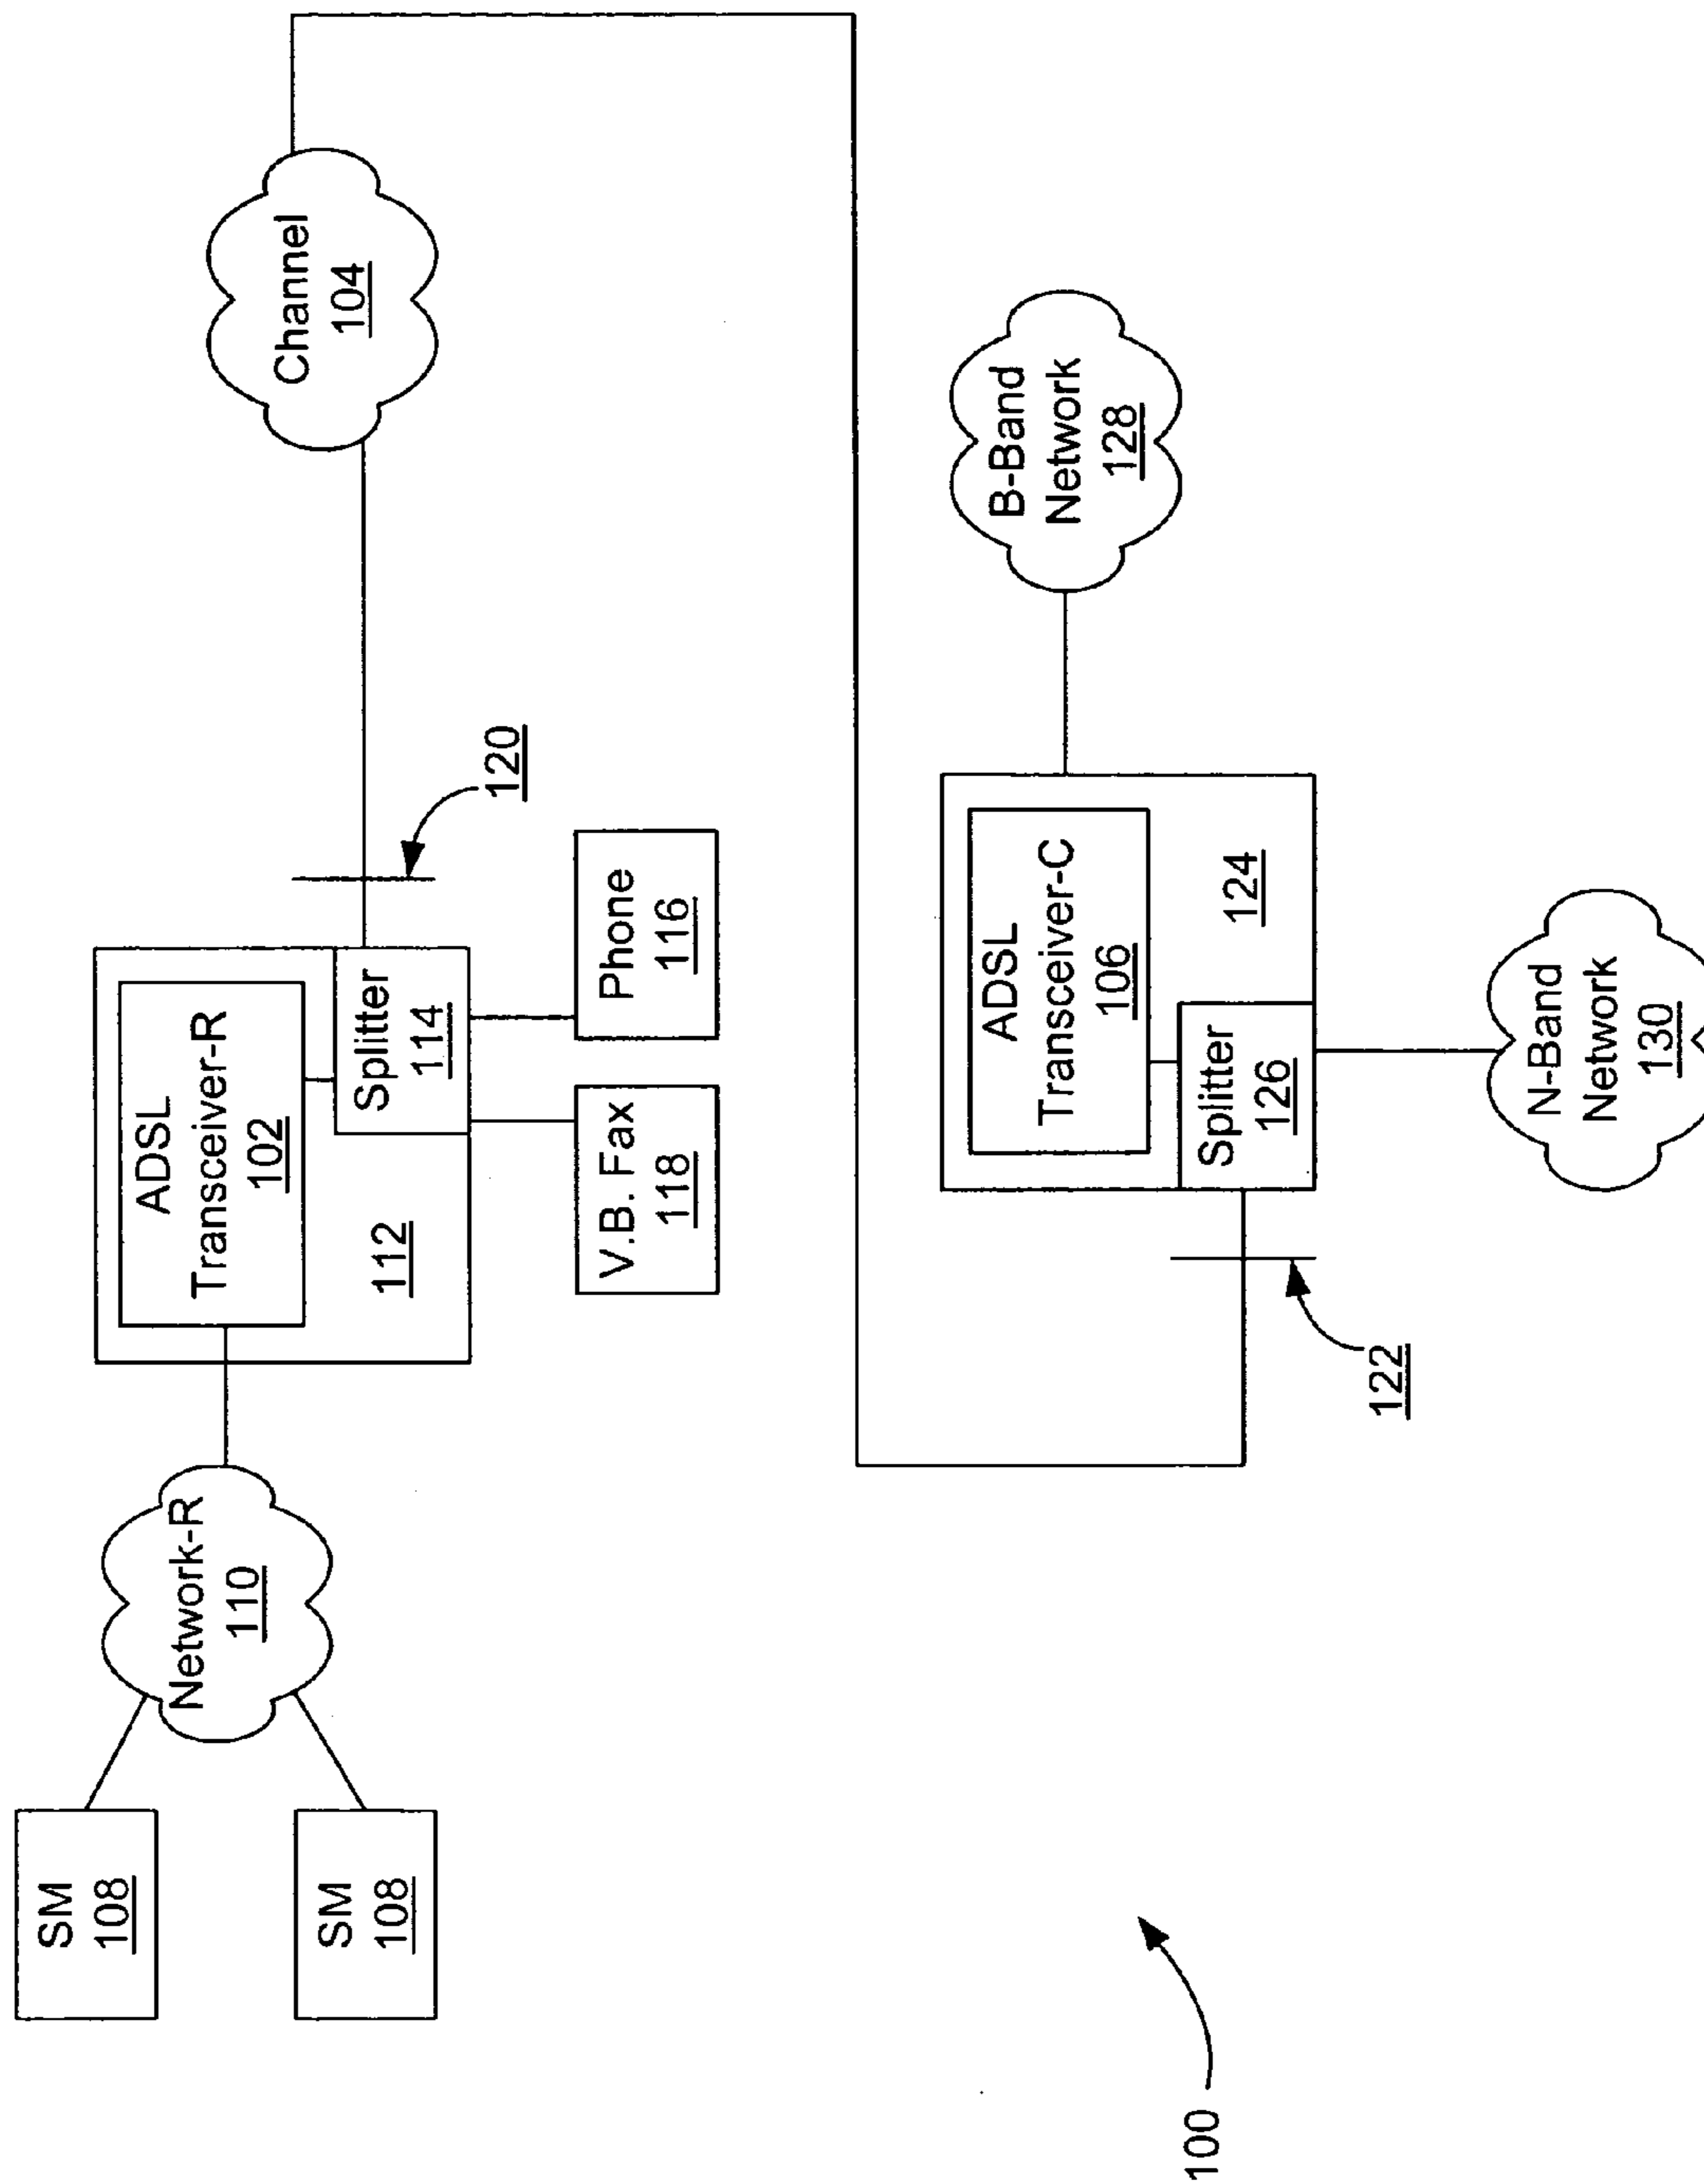 SM
108
SM
108
Network-R
110
ADSL
Transceiver-R
102
112
Splitter
114
V.B. Fax
118
Phone
116
120
Channel
104
122
ADSL
Transceiver-C
106
124
Splitter
126
B-Band
Network
128
N-Band
Network
130
100